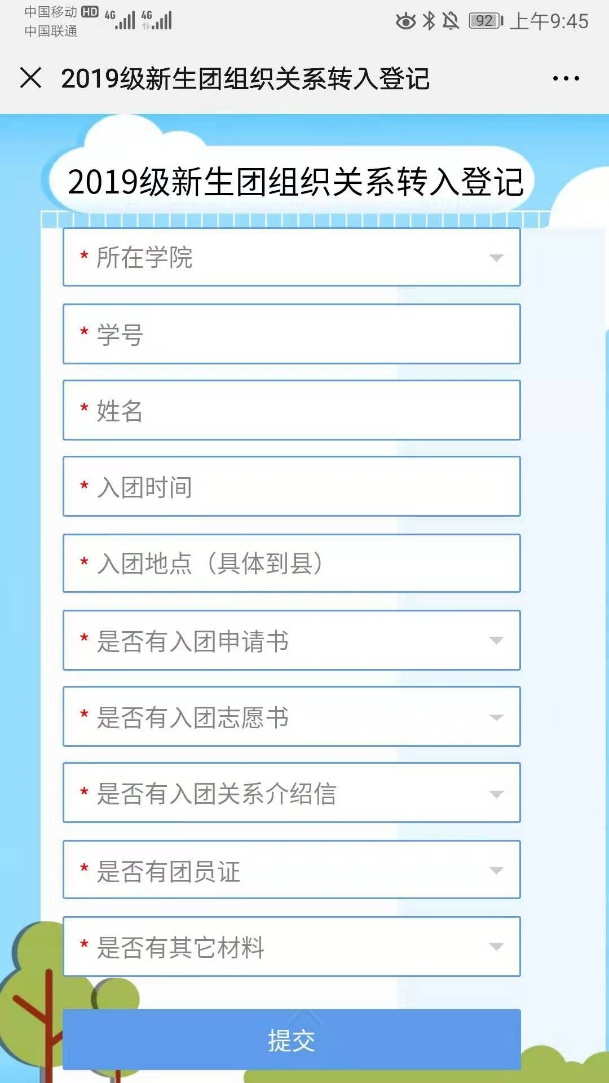 中国移动 HD 4G 4G
中国联通
92 上午9:45
2019级新生团组织关系转入登记
2019级新生团组织关系转入登记
* 所在学院
* 学号
* 姓名
* 入团时间
* 入团地点（具体到县）
* 是否有入团申请书
* 是否有入团志愿书
* 是否有入团关系介绍信
* 是否有团员证
* 是否有其它材料
提交